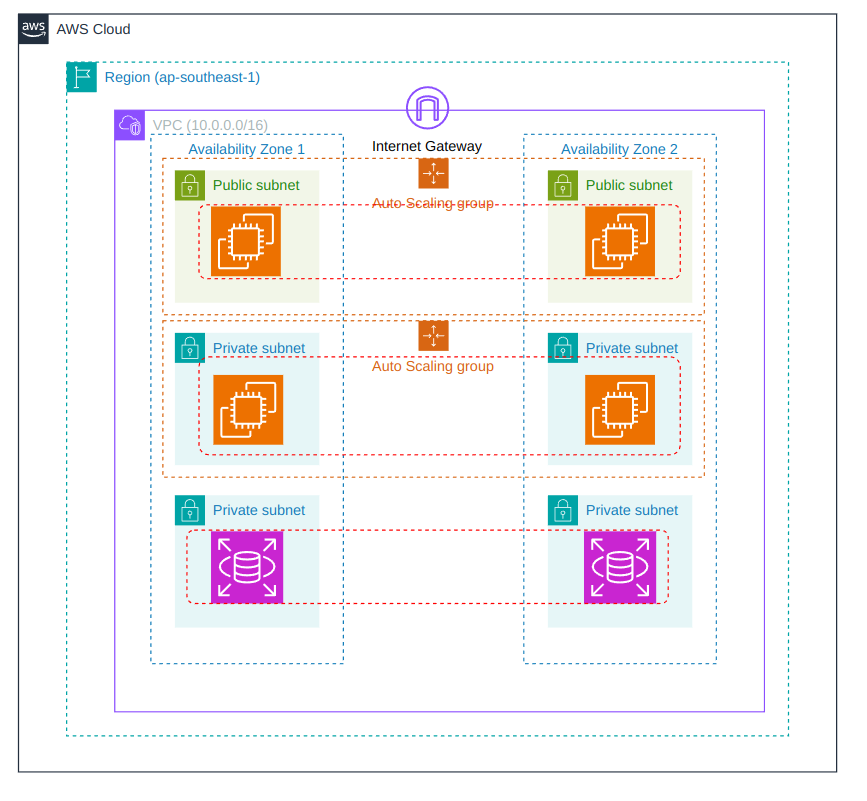 aws
AWS Cloud
Region (ap-southeast-1)
VPC (10.0.0.0/16)
Internet Gateway
Availability Zone 1
Availability Zone 2
Public subnet
Public subnet
Auto Scaling group
Private subnet
Private subnet
Auto Scaling group
Private subnet
Private subnet